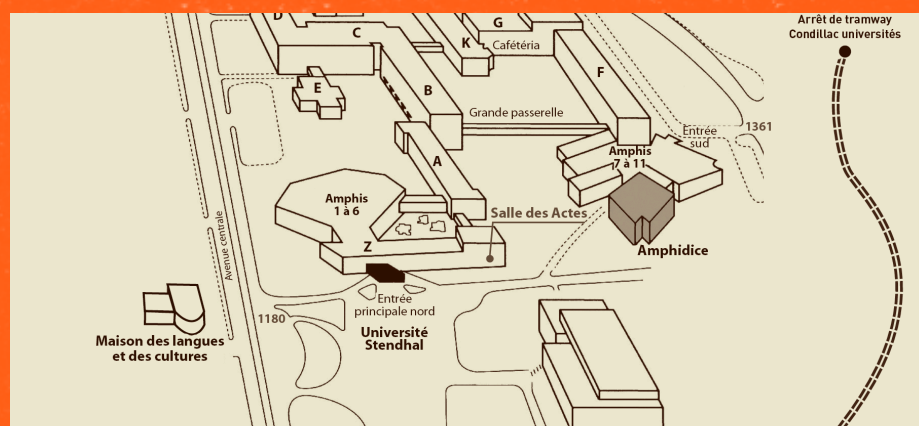 Arrêt de tramway
Condillac universités
D
C
G
K
Cafétéria
F
E
B
Grande passerelle
1361
Entrée
sud
Amphis
7 à 11
A
Amphis
1 à 6
Salle des Actes
Avenue centrale
Z
Amphidice
Entrée
principale nord
1180
Université
Stendhal
Maison des langues
et des cultures